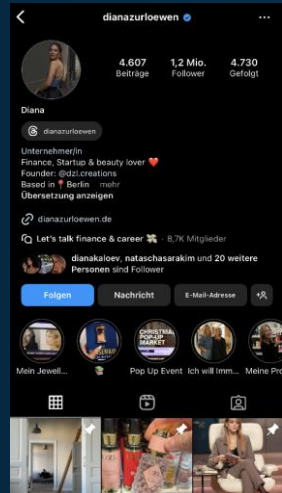 dianazurloewen
4.607 1,2 Mio. 4.730
Beiträge Follower Gefolgt
Diana
dianazurloewen
Unternehmer/in
Finance, Startup & beauty lover ❤️
Founder: @dzl.creations
Based in 📍 Berlin mehr
Übersetzung anzeigen
dianazurloewen.de
Let's talk finance & career 💸 · 8,7K Mitglieder
dianakaloev, nataschasarakim und 20 weitere
Personen sind Follower
Folgen Nachricht E-Mail-Adresse
CHRISTMAS
POP-UP
MARKET
Mein Jewell... Pop Up Event Ich will Imm... Meine Pro